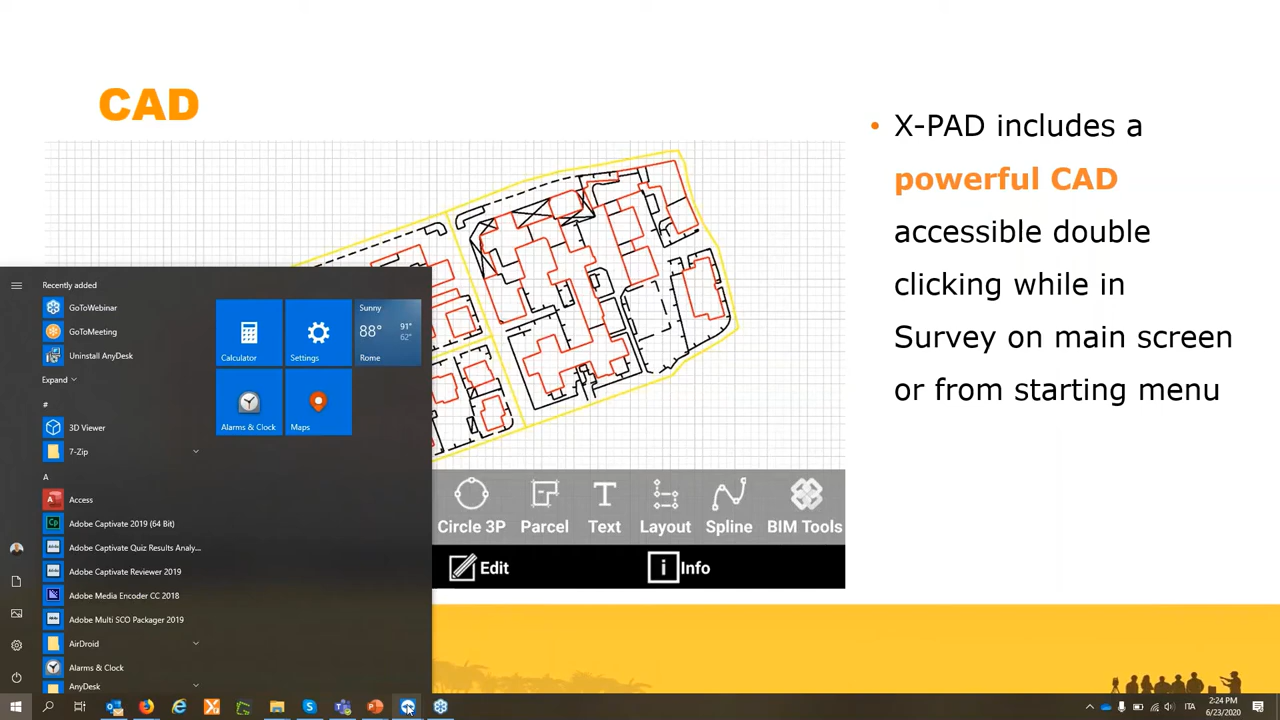 CAD
• X-PAD includes a
powerful CAD
accessible double
clicking while in
Survey on main screen
or from starting menu
Recently added
GoToWebinar
GoToMeeting
Uninstall AnyDesk
Expand
#
3D Viewer
7-Zip
A
Access
Adobe Captivate 2019 (64 Bit)
Adobe Captivate Quiz Results Analy...
Adobe Captivate Reviewer 2019
Adobe Media Encoder CC 2018
Adobe Multi SCO Packager 2019
AirDroid
Alarms & Clock
AnyDesk
Calculator
Settings
Sunny
88° 91°
62°
Rome
Alarms & Clock
Maps
Circle 3P Parcel Text Layout Spline BIM Tools
Edit Info
ITA
2:24 PM
6/23/2020